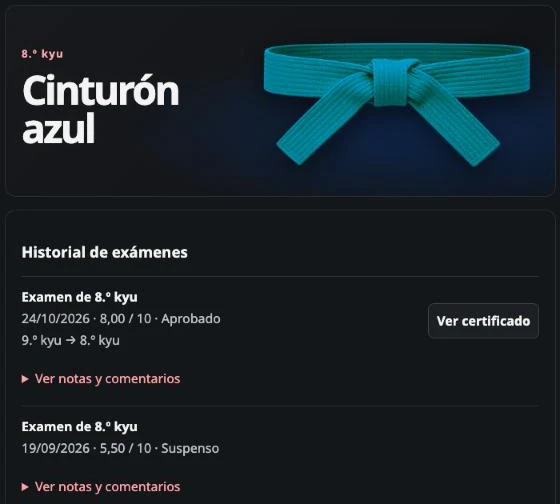 8.º kyu
Cinturón
azul
Historial de exámenes
Examen de 8.º kyu
24/10/2026 · 8,00 / 10 · Aprobado
9.º kyu → 8.º kyu
Ver certificado
▶ Ver notas y comentarios
Examen de 8.º kyu
19/09/2026 · 5,50 / 10 · Suspenso
▶ Ver notas y comentarios